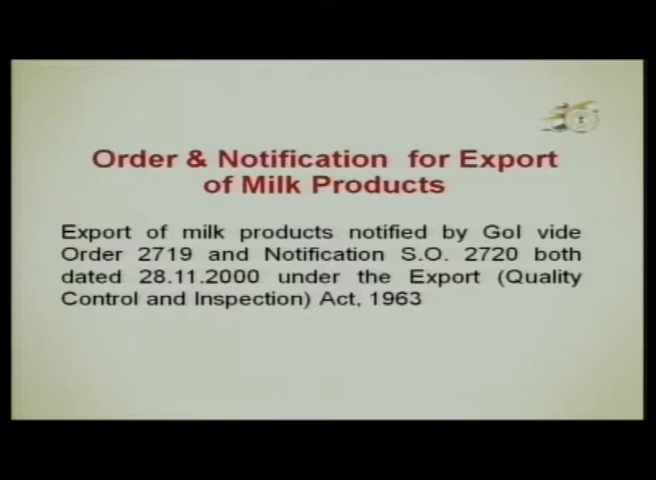 Order & Notification for Export
of Milk Products
Export of milk products notified by GoI vide
Order 2719 and Notification S.O. 2720 both
dated 28.11.2000 under the Export (Quality
Control and Inspection) Act, 1963